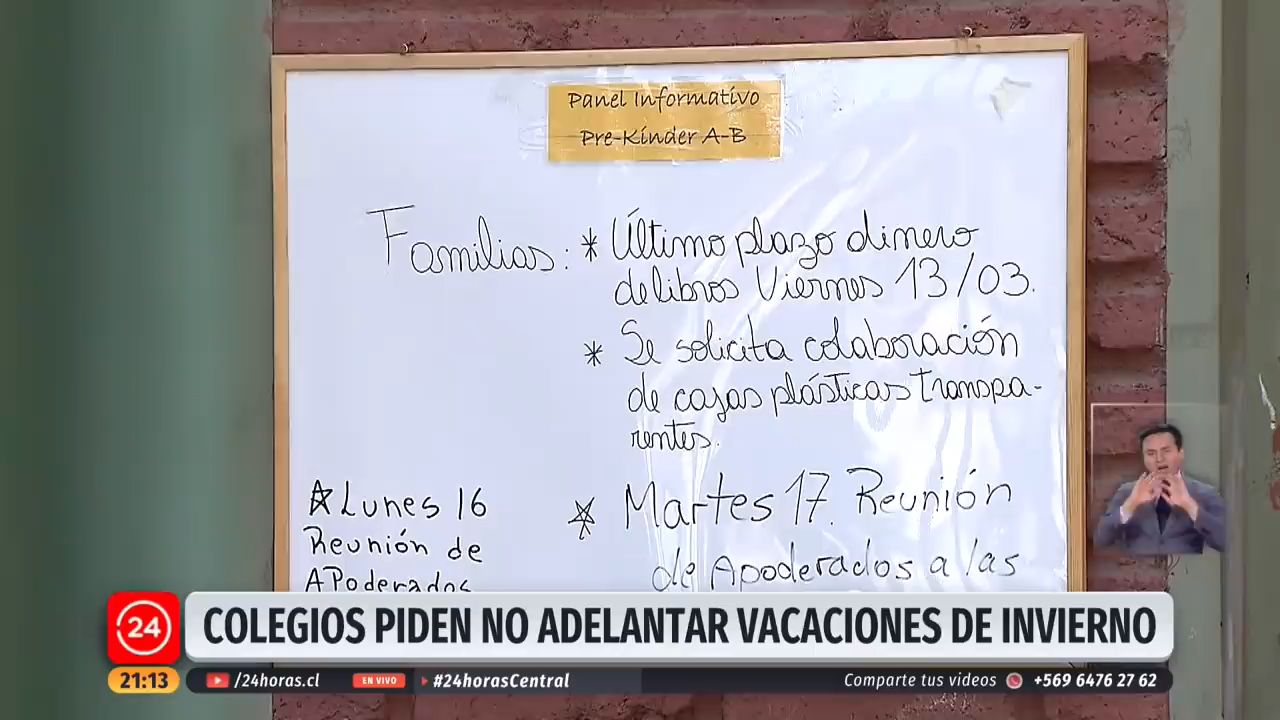 Panel Informativo
Pre-Kinder A-B
Familias: * Último plazo dinero
de libros Viernes 13/03.
* Se solicita colaboración
de cajas plásticas transpa-
rentes.
Lunes 16
Reunión de
APoderados
Martes 17. Reunión
de Apoderados a las
24
COLEGIOS PIDEN NO ADELANTAR VACACIONES DE INVIERNO
21:13
/24horas.cl
EN VIVO
#24horasCentral
Comparte tus videos
+569 6476 27 62